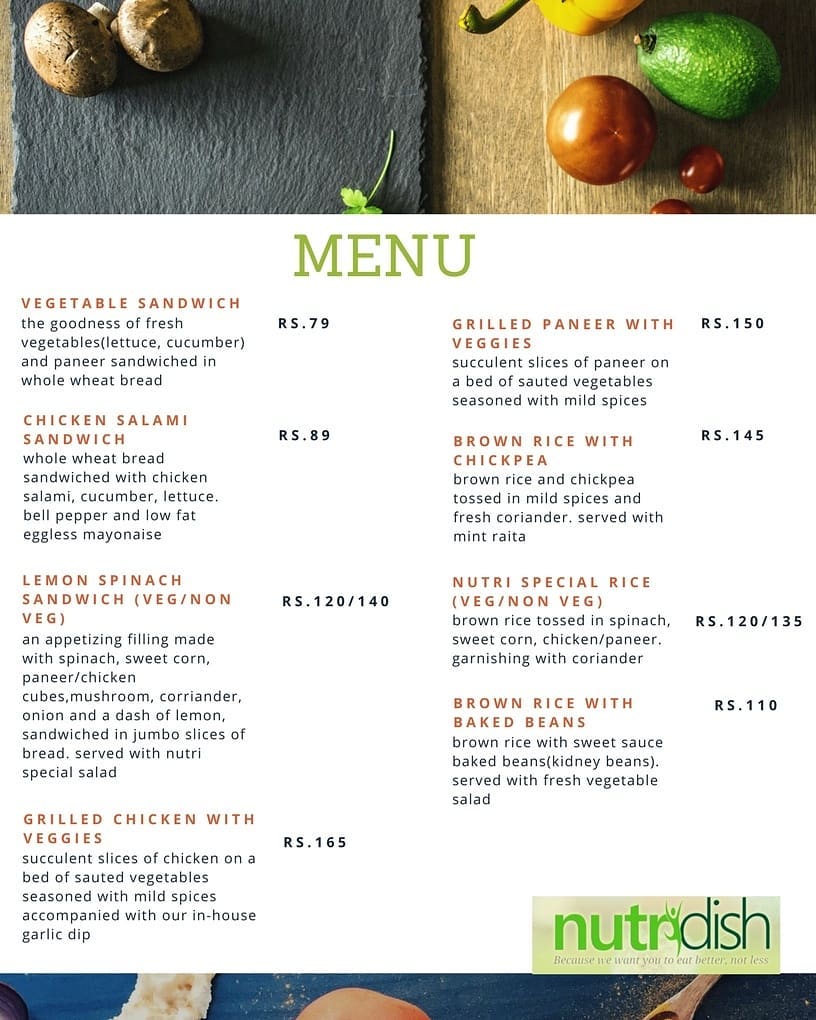 MENU
VEGETABLE SANDWICH
RS.79
the goodness of fresh
vegetables(lettuce, cucumber)
and paneer sandwiched in
whole wheat bread
CHICKEN SALAMI
SANDWICH
RS.89
whole wheat bread
sandwiched with chicken
salami, cucumber, lettuce.
bell pepper and low fat
eggless mayonaise
LEMON SPINACH
SANDWICH (VEG/NON
VEG)
RS.120/140
an appetizing filling made
with spinach, sweet corn,
paneer/chicken
cubes,mushroom, corriander,
onion and a dash of lemon,
sandwiched in jumbo slices of
bread. served with nutri
special salad
GRILLED CHICKEN WITH
VEGGIES
RS.165
succulent slices of chicken on a
bed of sauted vegetables
seasoned with mild spices
accompanied with our in-house
garlic dip
GRILLED PANEER WITH
VEGGIES
RS.150
succulent slices of paneer on
a bed of sauted vegetables
seasoned with mild spices
BROWN RICE WITH
CHICKPEA
RS.145
brown rice and chickpea
tossed in mild spices and
fresh coriander. served with
mint raita
NUTRI SPECIAL RICE
(VEG/NON VEG)
RS.120/135
brown rice tossed in spinach,
sweet corn, chicken/paneer.
garnishing with coriander
BROWN RICE WITH
BAKED BEANS
RS.110
brown rice with sweet sauce
baked beans(kidney beans).
served with fresh vegetable
salad
nutridish
Because we want you to eat better, not less